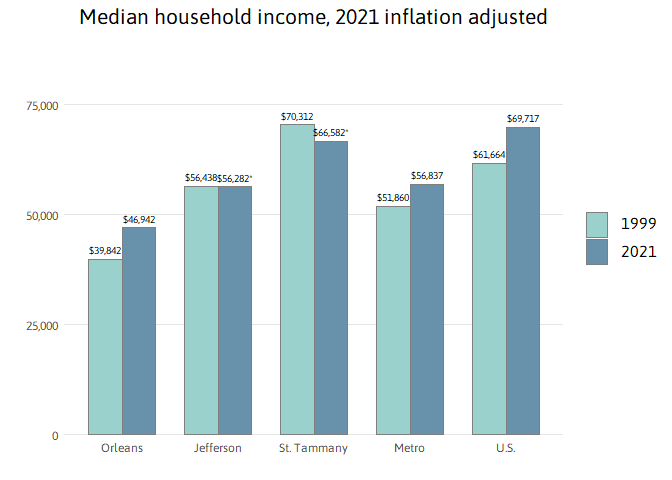 Median household income, 2021 inflation adjusted
75,000
50,000
25,000
0
$39,842
$46,942
$56,438
$56,282*
$70,312
$66,582*
$51,860
$56,837
$61,664
$69,717
Orleans
Jefferson
St. Tammany
Metro
U.S.
1999
2021